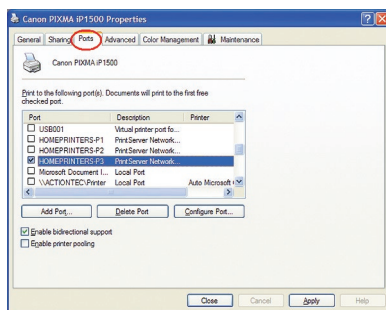 Canon PIXMA iP1500 Properties
General Sharing Ports Advanced Color Management Maintenance
Canon PIXMA iP1500
Print to the following port(s). Documents will print to the first free
checked port.
Port Description Printer
USB001 Virtual printer port fo...
HOMEPRINTERS-P1 PrintServer Network...
HOMEPRINTERS-P2 PrintServer Network...
HOMEPRINTERS-P3 PrintServer Network...
Microsoft Document I... Local Port
\\ACTIONTEC\Printer Local Port Auto Microsoft
Add Port... Delete Port Configure Port...
Enable bidirectional support
Enable printer pooling
Close Cancel Apply Help